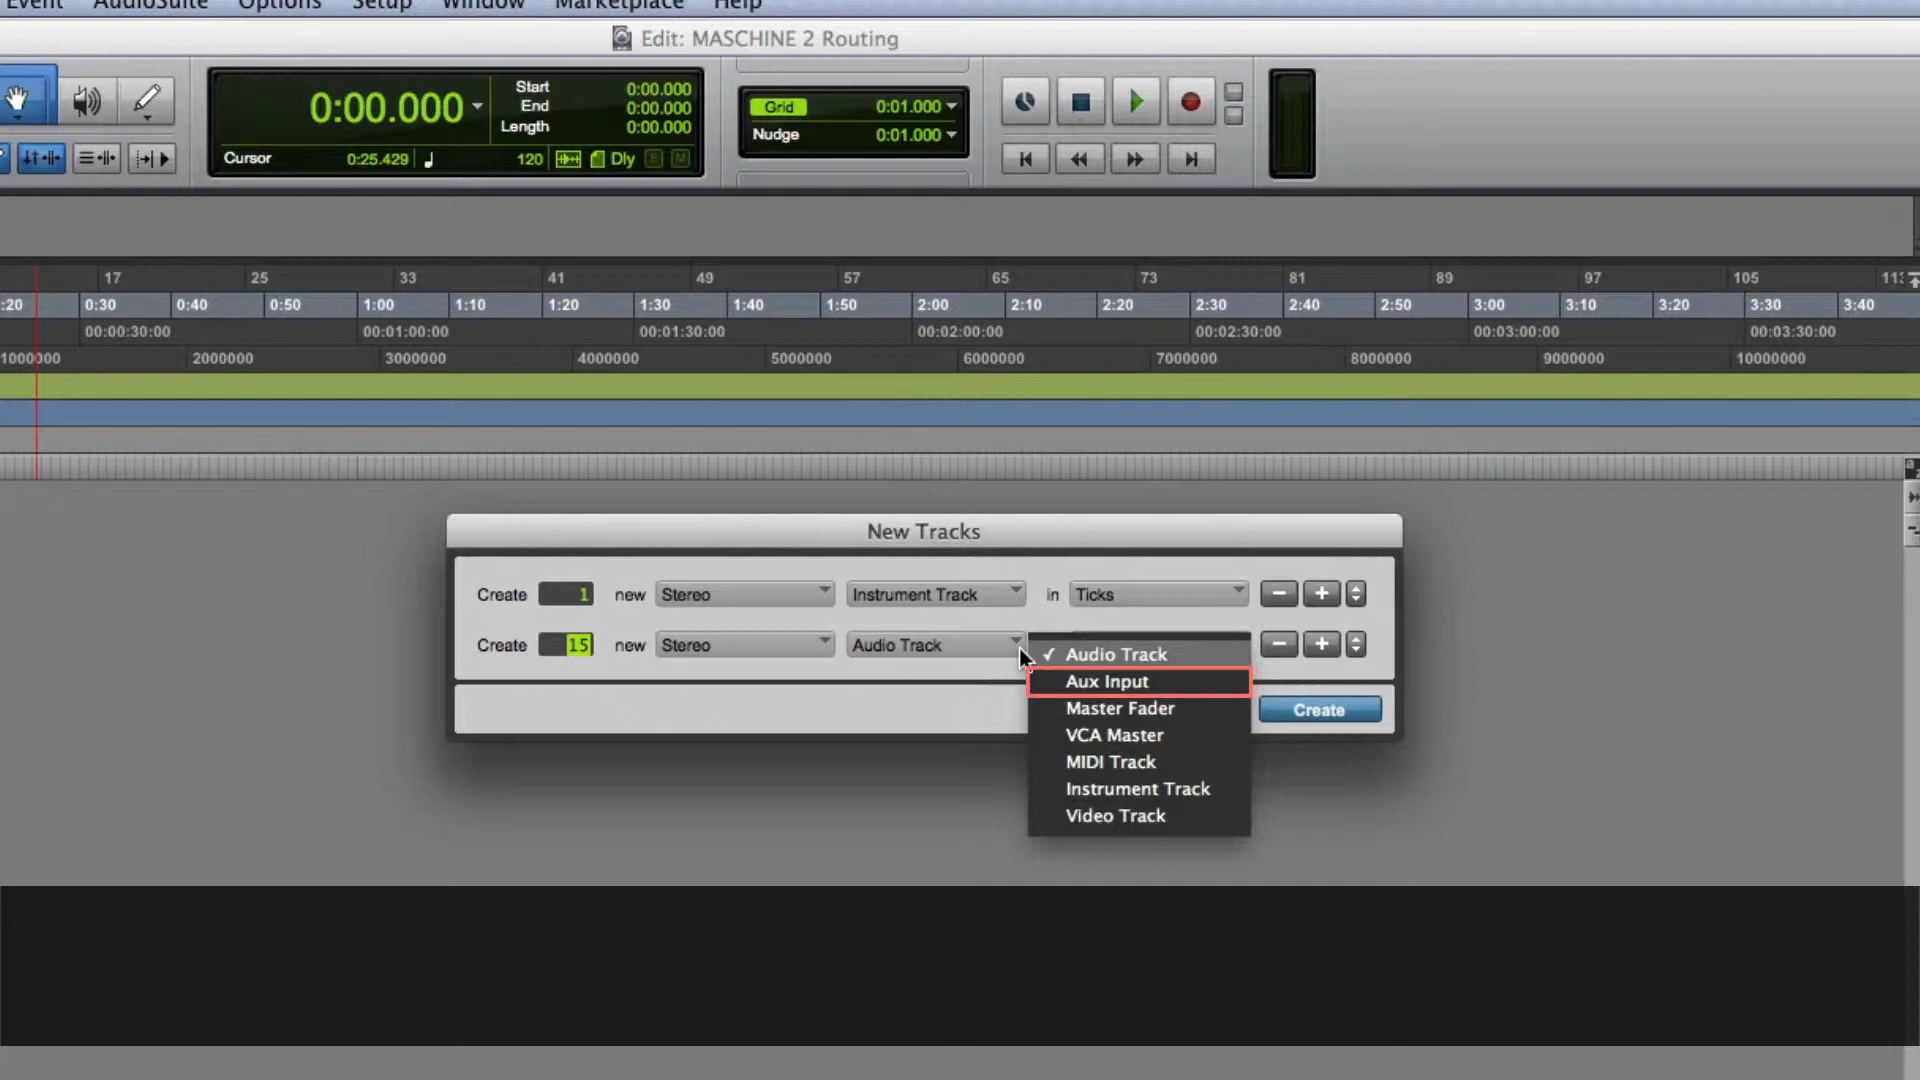 Event AudioSuite Options Setup Window Marketplace Help
Edit: MASCHINE 2 Routing
0:00.000
Start 0:00.000
End 0:00.000
Length 0:00.000
Cursor 0:25.429 120 Dly S M
Grid 0:01.000
Nudge 0:01.000
17 25 33 41 49 57 65 73 81 89 97 105 113
:20 0:30 0:40 0:50 1:00 1:10 1:20 1:30 1:40 1:50 2:00 2:10 2:20 2:30 2:40 2:50 3:00 3:10 3:20 3:30 3:40
00:00:30:00 00:01:00:00 00:01:30:00 00:02:00:00 00:02:30:00 00:03:00:00 00:03:30:00
1000000 2000000 3000000 4000000 5000000 6000000 7000000 8000000 9000000 10000000
New Tracks
Create 1 new Stereo Instrument Track in Ticks
Create 15 new Stereo Audio Track
✓ Audio Track
Aux Input
Master Fader
VCA Master
MIDI Track
Instrument Track
Video Track
Create